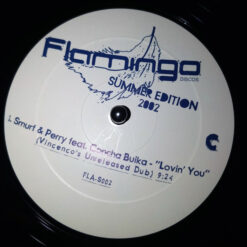 Flamingo
DISCOS
SUMMER EDITION
2002
1. Smurf & Perry feat. Concha Buika - "Lovin' You"
(Vincenco's Unreleased Dub) 9:24
FLA-S002